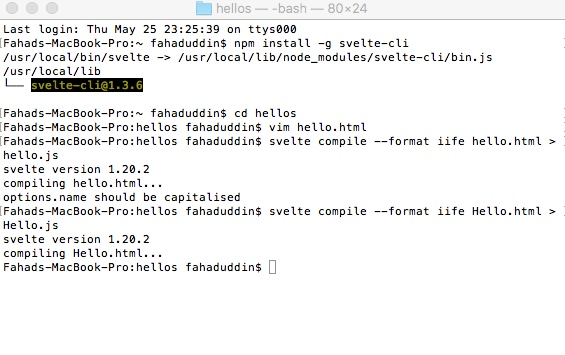 hellos — -bash — 80×24
Last login: Thu May 25 23:25:39 on ttys000
[Fahads-MacBook-Pro:~ fahaduddin$ npm install -g svelte-cli ]
/usr/local/bin/svelte -> /usr/local/lib/node_modules/svelte-cli/bin.js
/usr/local/lib
└── svelte-cli@1.3.6
Fahads-MacBook-Pro:~ fahaduddin$ cd hellos
[Fahads-MacBook-Pro:hellos fahaduddin$ vim hello.html ]
[Fahads-MacBook-Pro:hellos fahaduddin$ svelte compile --format iife hello.html > ]
hello.js
svelte version 1.20.2
compiling hello.html...
options.name should be capitalised
[Fahads-MacBook-Pro:hellos fahaduddin$ svelte compile --format iife Hello.html > ]
Hello.js
svelte version 1.20.2
compiling Hello.html...
Fahads-MacBook-Pro:hellos fahaduddin$